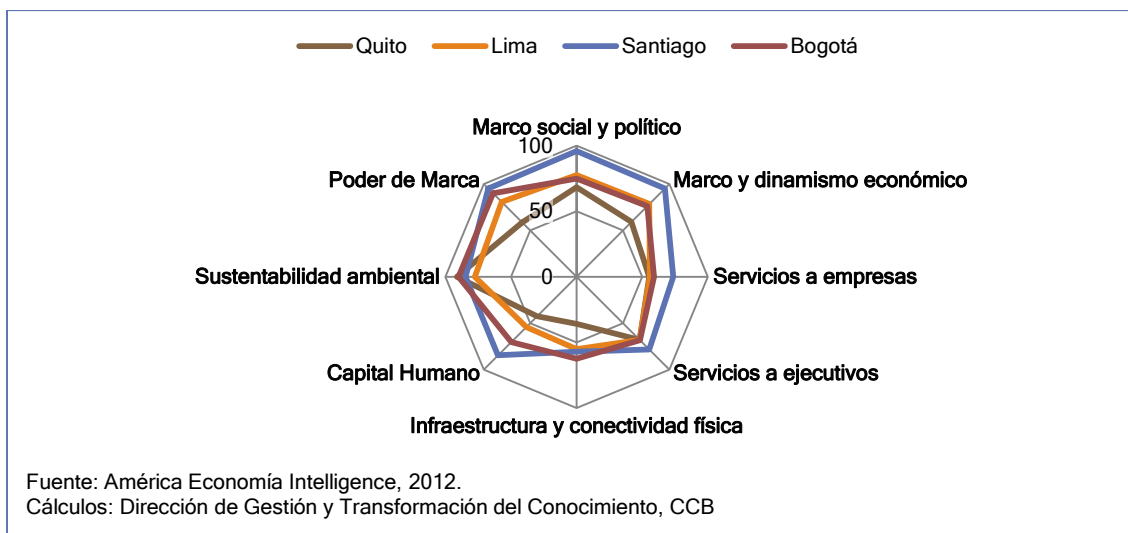 Quito Lima Santiago Bogotá
Marco social y político
100
Poder de Marca
Marco y dinamismo económico
50
Sustentabilidad ambiental
0
Servicios a empresas
Capital Humano
Servicios a ejecutivos
Infraestructura y conectividad física
Fuente: América Economía Intelligence, 2012.
Cálculos: Dirección de Gestión y Transformación del Conocimiento, CCB